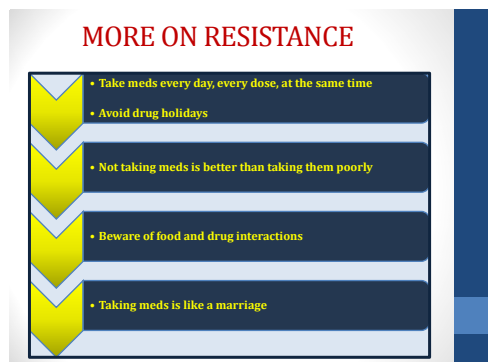 MORE ON RESISTANCE
• Take meds every day, every dose, at the same time
• Avoid drug holidays
• Not taking meds is better than taking them poorly
• Beware of food and drug interactions
• Taking meds is like a marriage